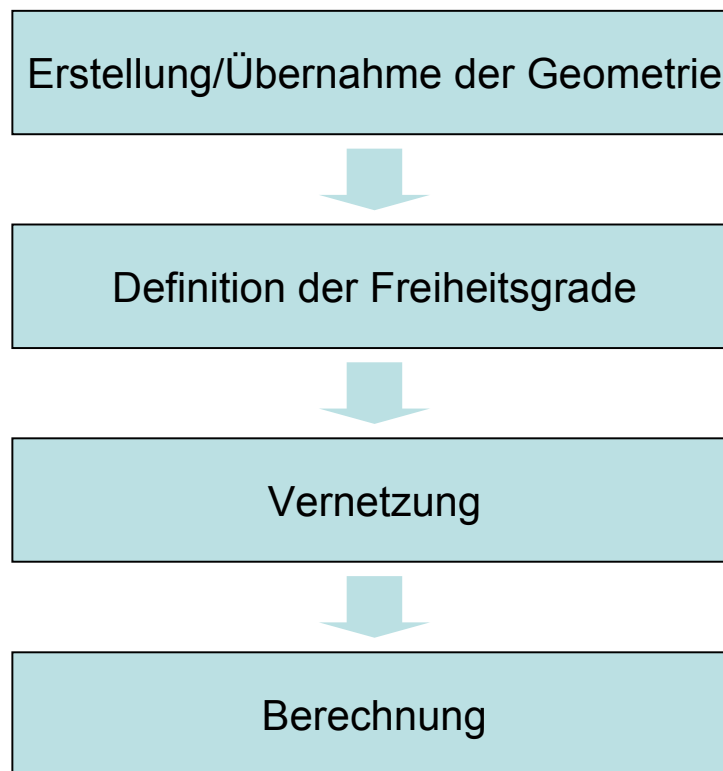 Erstellung/Übernahme der Geometrie
Definition der Freiheitsgrade
Vernetzung
Berechnung